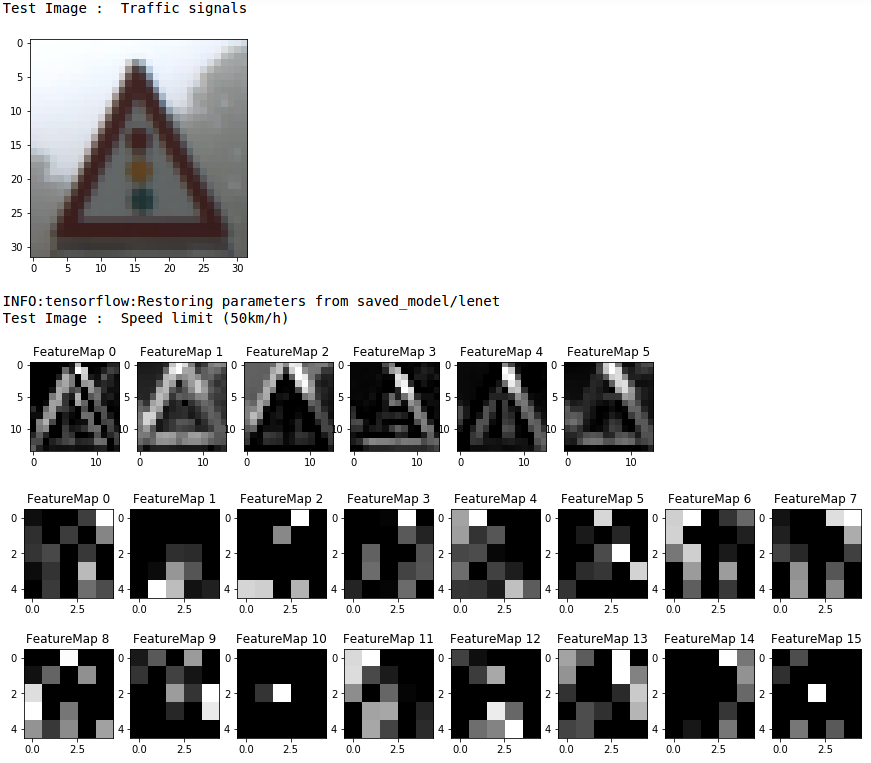 Test Image :  Traffic signals
0
5
10
15
20
25
30
0 5 10 15 20 25 30
INFO:tensorflow:Restoring parameters from saved_model/lenet
Test Image :  Speed limit (50km/h)
FeatureMap 0 FeatureMap 1 FeatureMap 2 FeatureMap 3 FeatureMap 4 FeatureMap 5
0 0 0 0 0 0
5 5 5 5 5 5
10 10 10 10 10 10
0 10 0 10 0 10 0 10 0 10 0 10
FeatureMap 0 FeatureMap 1 FeatureMap 2 FeatureMap 3 FeatureMap 4 FeatureMap 5 FeatureMap 6 FeatureMap 7
0 0 0 0 0 0 0 0
2 2 2 2 2 2 2 2
4 4 4 4 4 4 4 4
0.0 2.5 0.0 2.5 0.0 2.5 0.0 2.5 0.0 2.5 0.0 2.5 0.0 2.5 0.0 2.5
FeatureMap 8 FeatureMap 9 FeatureMap 10 FeatureMap 11 FeatureMap 12 FeatureMap 13 FeatureMap 14 FeatureMap 15
0 0 0 0 0 0 0 0
2 2 2 2 2 2 2 2
4 4 4 4 4 4 4 4
0.0 2.5 0.0 2.5 0.0 2.5 0.0 2.5 0.0 2.5 0.0 2.5 0.0 2.5 0.0 2.5